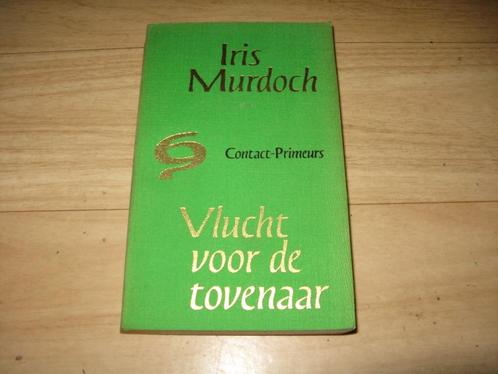 Iris
Murdoch
Contact-Primeurs
Vlucht
voor de
tovenaar